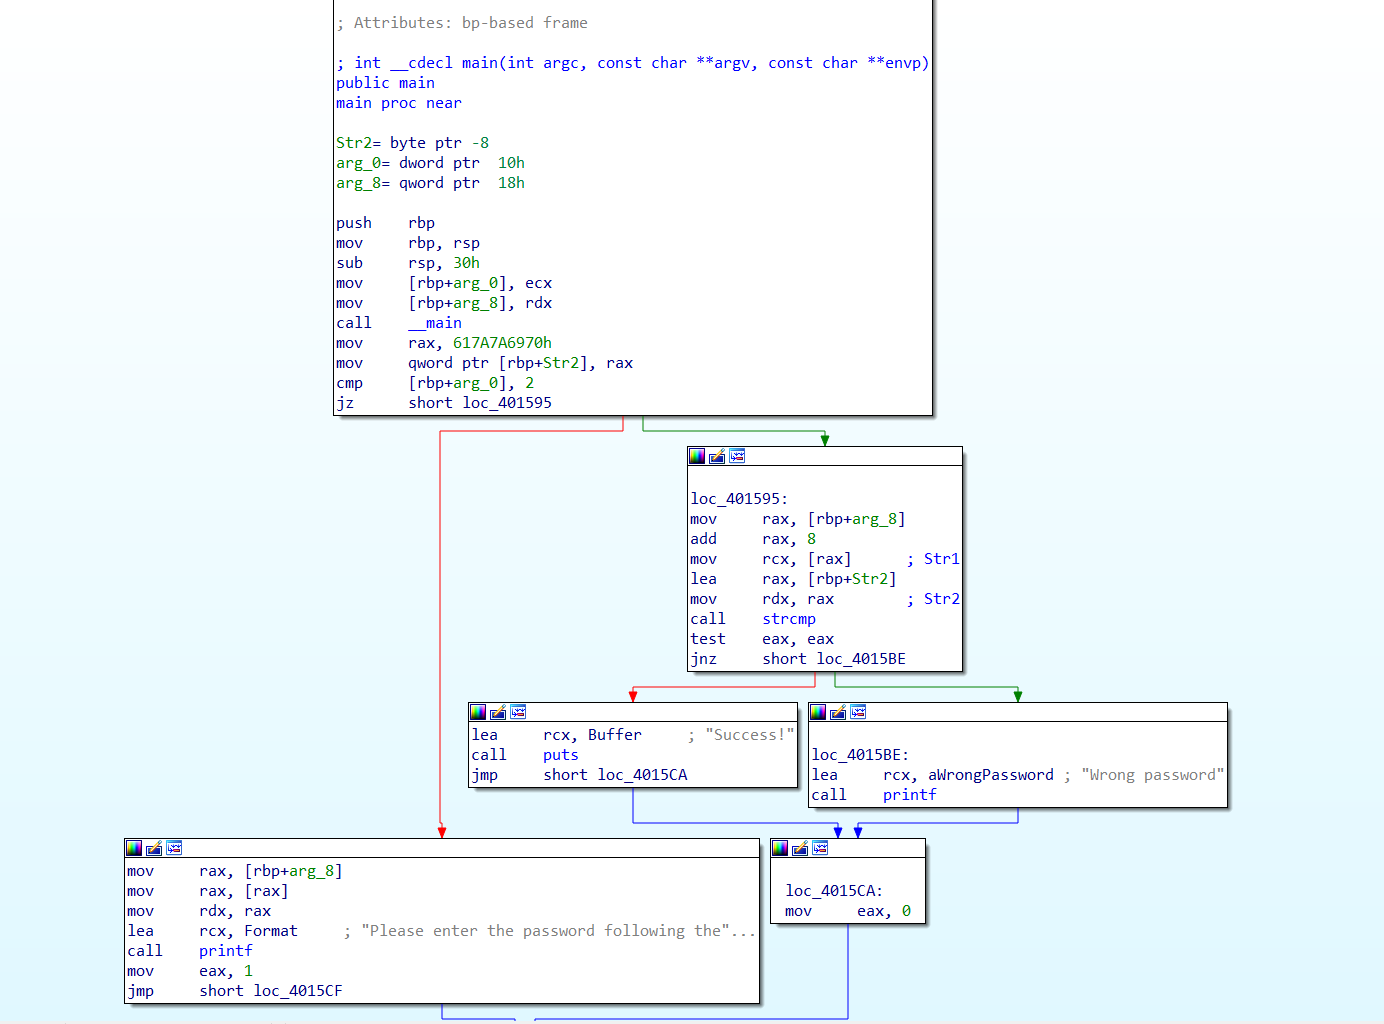 ; Attributes: bp-based frame
; int __cdecl main(int argc, const char **argv, const char **envp)
public main
main proc near
Str2= byte ptr -8
arg_0= dword ptr  10h
arg_8= qword ptr  18h
push    rbp
mov     rbp, rsp
sub     rsp, 30h
mov     [rbp+arg_0], ecx
mov     [rbp+arg_8], rdx
call    __main
mov     rax, 617A7A6970h
mov     qword ptr [rbp+Str2], rax
cmp     [rbp+arg_0], 2
jz      short loc_401595
loc_401595:
mov     rax, [rbp+arg_8]
add     rax, 8
mov     rcx, [rax]      ; Str1
lea     rax, [rbp+Str2]
mov     rdx, rax        ; Str2
call    strcmp
test    eax, eax
jnz     short loc_4015BE
lea     rcx, Buffer     ; "Success!"
call    puts
jmp     short loc_4015CA
loc_4015BE:
lea     rcx, aWrongPassword ; "Wrong password"
call    printf
mov     rax, [rbp+arg_8]
mov     rax, [rax]
mov     rdx, rax
lea     rcx, Format     ; "Please enter the password following the"...
call    printf
mov     eax, 1
jmp     short loc_4015CF
loc_4015CA:
mov     eax, 0